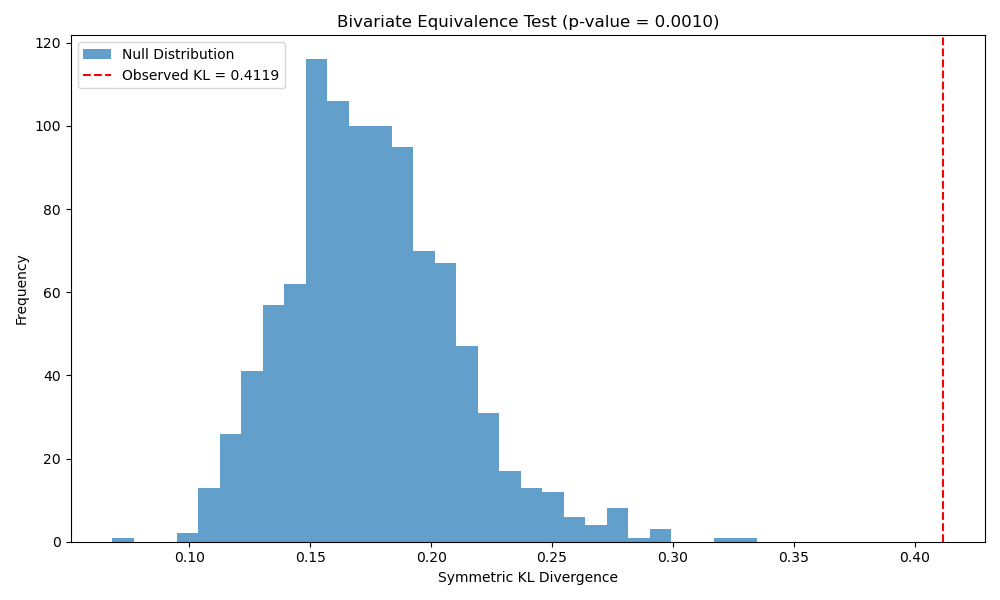 Bivariate Equivalence Test (p-value = 0.0010)
Null Distribution
Observed KL = 0.4119
120
100
80
60
40
20
0
Frequency
0.10
0.15
0.20
0.25
0.30
0.35
0.40
Symmetric KL Divergence